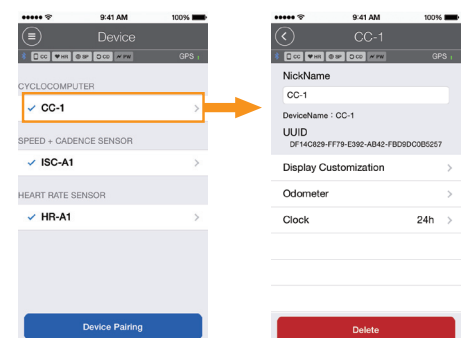 9:41 AM 100%
Device
CC HR SP CD PW GPS
CYCLOCOMPUTER
CC-1
SPEED + CADENCE SENSOR
ISC-A1
HEART RATE SENSOR
HR-A1
Device Pairing
9:41 AM 100%
CC-1
CC HR SP CD PW GPS
NickName
CC-1
DeviceName : CC-1
UUID
DF14C829-FF79-E392-AB42-FBD9DC0B5257
Display Customization
Odometer
Clock 24h
Delete